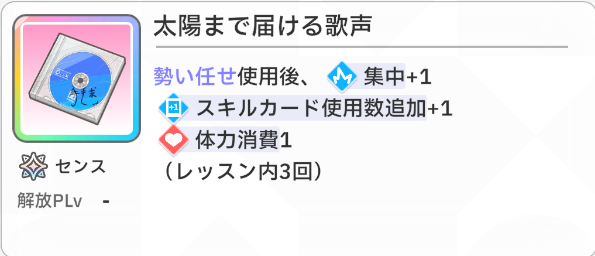 太陽まで届ける歌声
勢い任せ使用後、集中+1
+1 スキルカード使用数追加+1
体力消費1
（レッスン内3回）
センス
解放PLv -